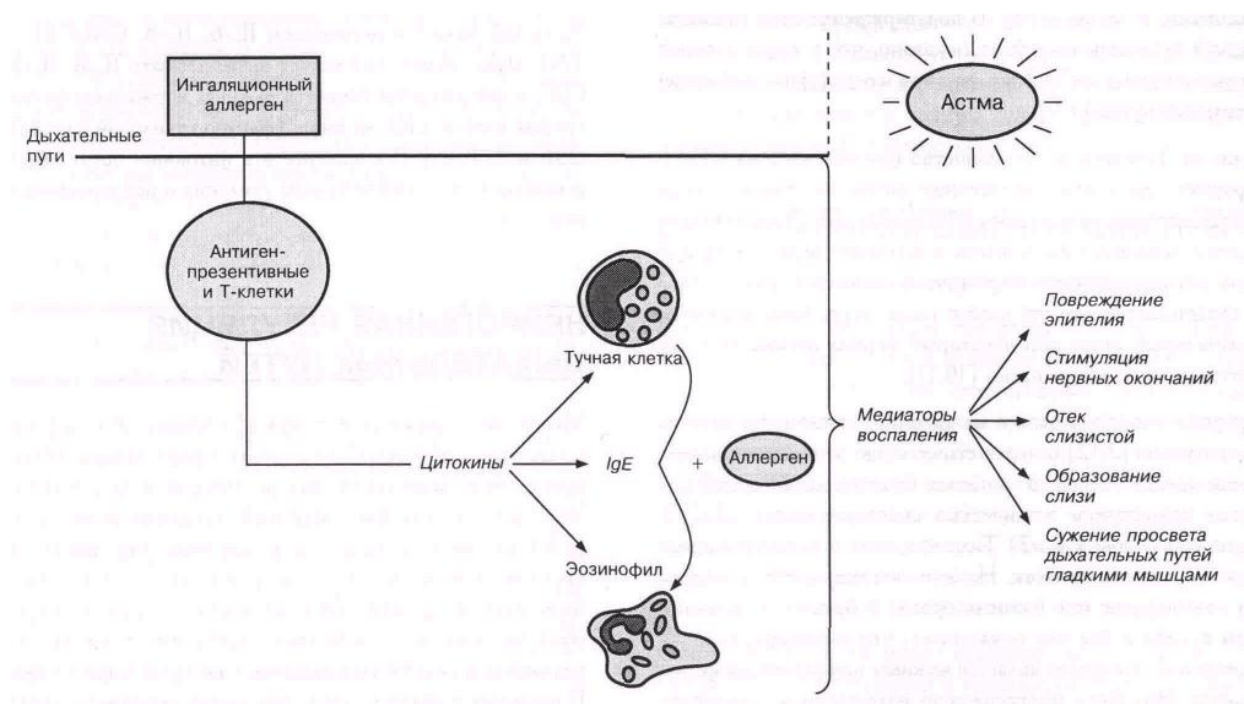 Ингаляционный
аллерген
Астма
Дыхательные
пути
Антиген-
презентивные
и Т-клетки
Тучная клетка
Цитокины
IgE
+
Аллерген
Эозинофил
Медиаторы
воспаления
Повреждение
эпителия
Стимуляция
нервных окончаний
Отек
слизистой
Образование
слизи
Сужение просвета
дыхательных путей
гладкими мышцами